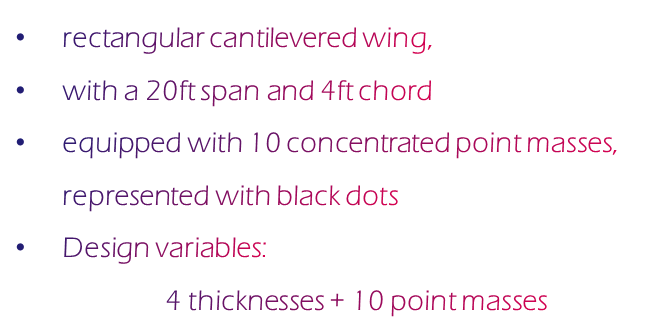 • rectangular cantilevered wing,
• with a 20ft span and 4ft chord
• equipped with 10 concentrated point masses,
represented with black dots
• Design variables:
4 thicknesses + 10 point masses